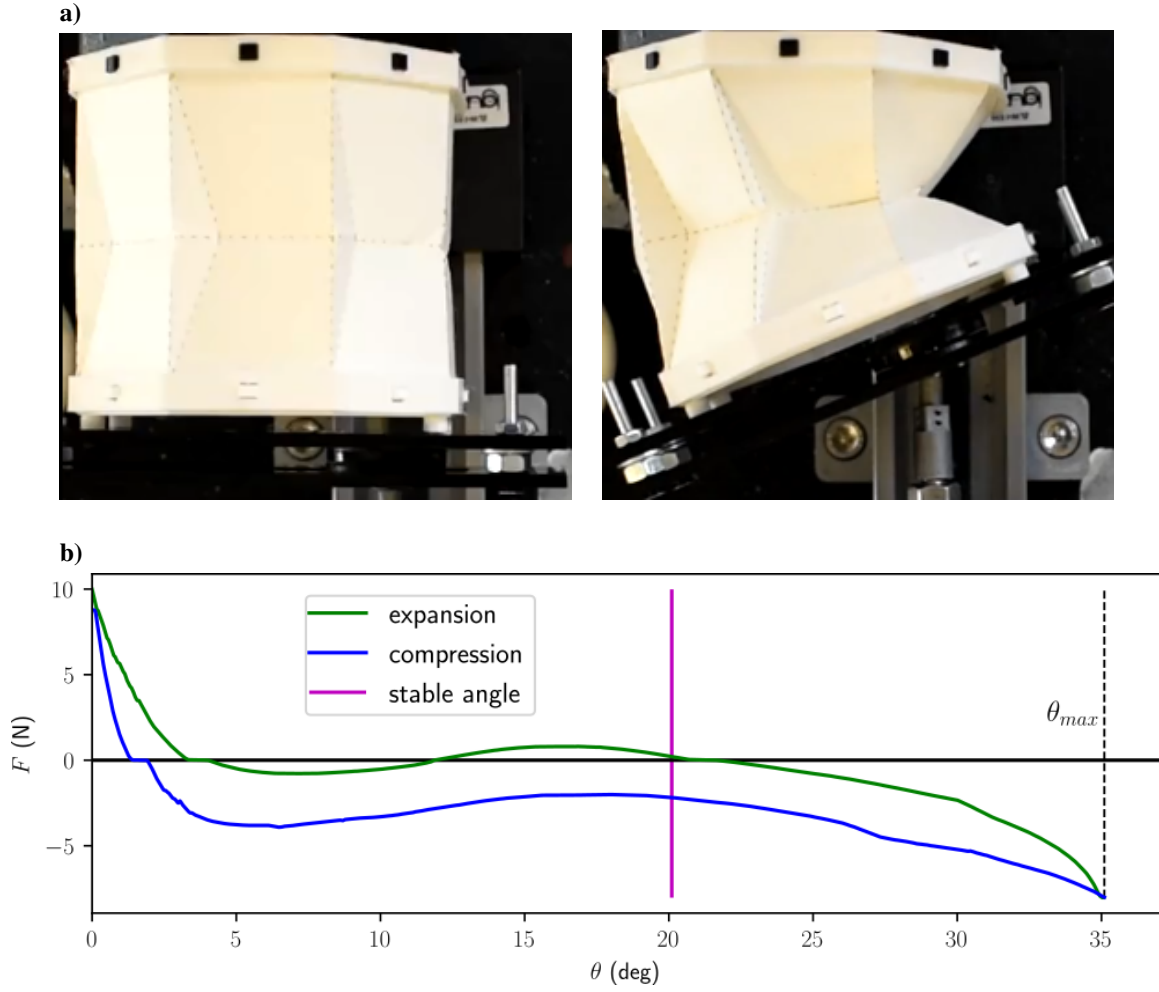 a)
b)
10
5
0
−5
F (N)
expansion
compression
stable angle
θmax
0 5 10 15 20 25 30 35
θ (deg)